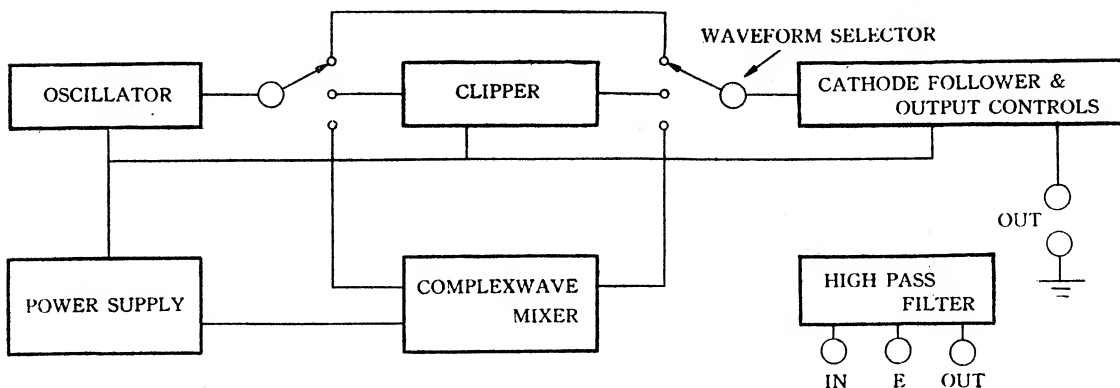 WAVEFORM SELECTOR
OSCILLATOR
CLIPPER
CATHODE FOLLOWER &
OUTPUT CONTROLS
OUT
POWER SUPPLY
COMPLEXWAVE
MIXER
HIGH PASS
FILTER
IN E OUT